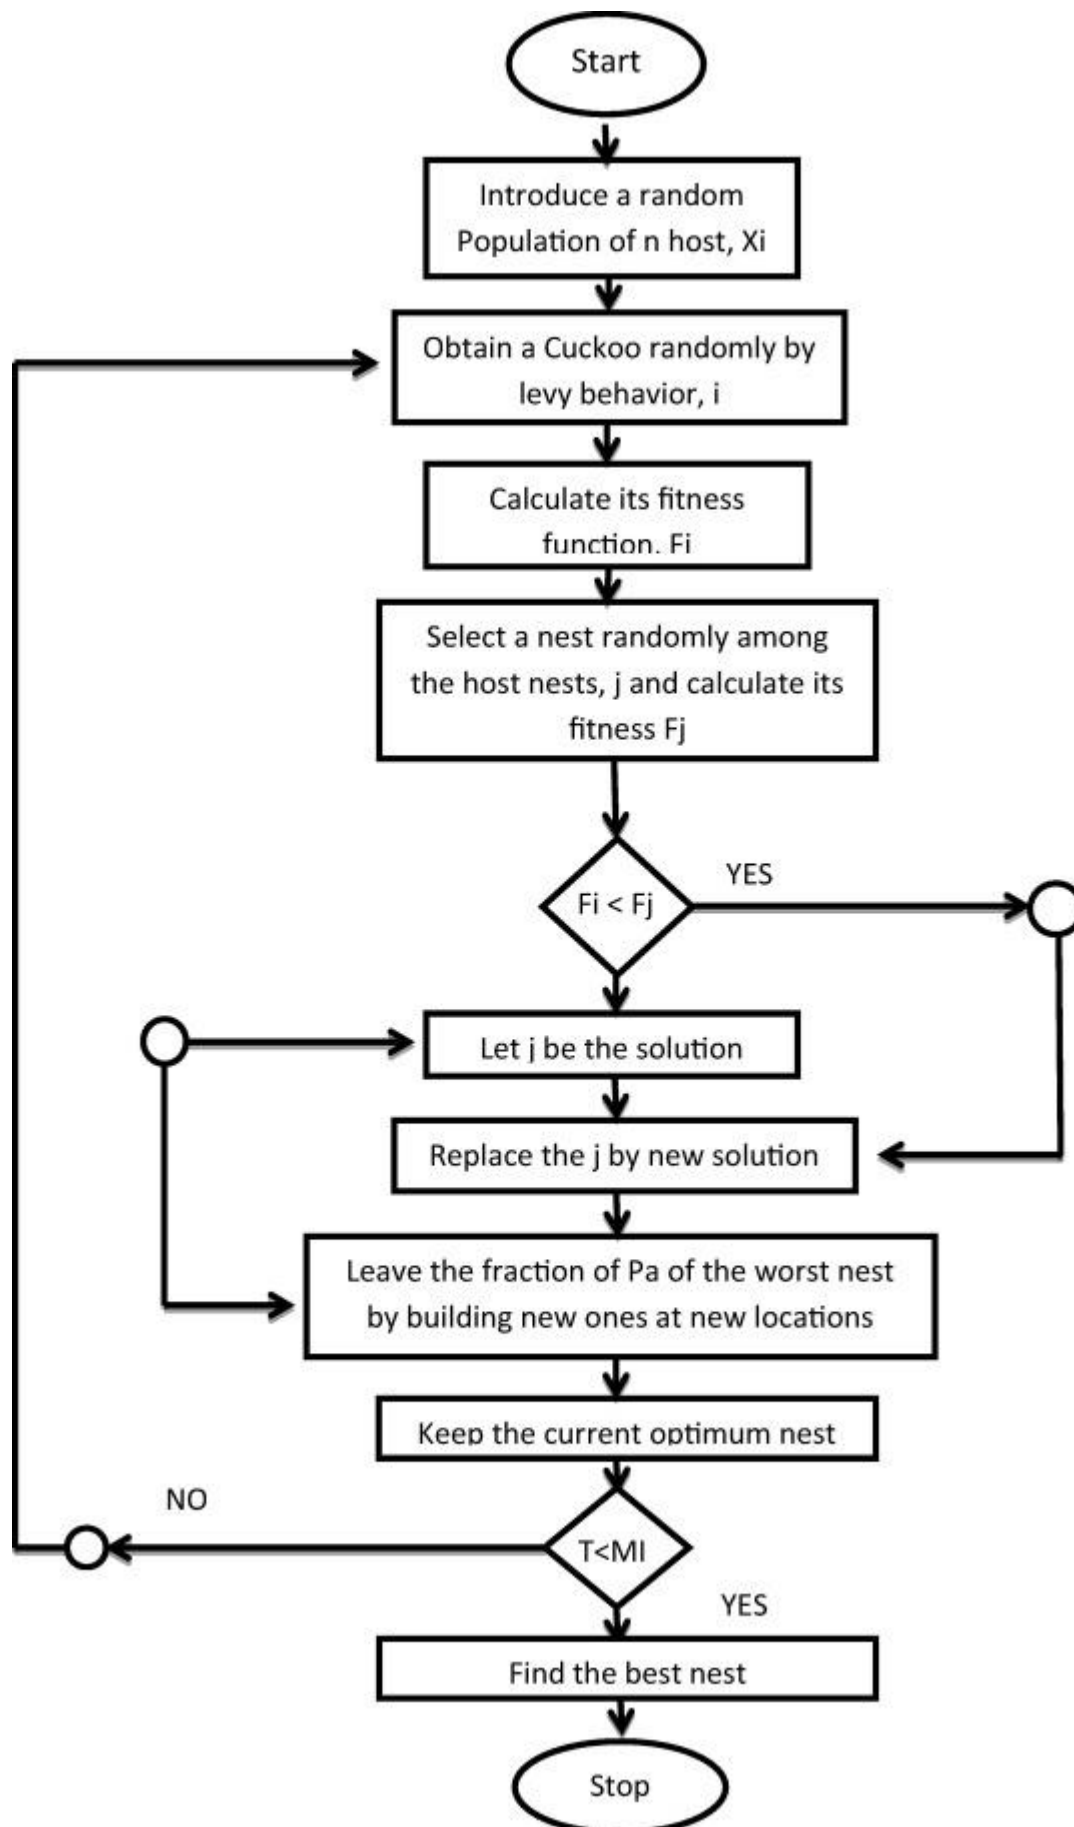 Start
Introduce a random
Population of n host, Xi
Obtain a Cuckoo randomly by
levy behavior, i
Calculate its fitness
function, Fi
Select a nest randomly among
the host nests, j and calculate its
fitness Fj
Fi < Fj
YES
Let j be the solution
Replace the j by new solution
Leave the fraction of Pa of the worst nest
by building new ones at new locations
Keep the current optimum nest
NO
T<MI
YES
Find the best nest
Stop